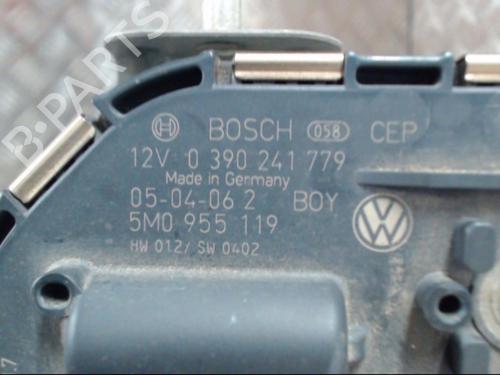 BOSCH 058 CEP
12V 0 390 241 779
Made in Germany
05-04-06 2 BOY
5M0 955 119
HW 012/ SW 0402
B-PARTS